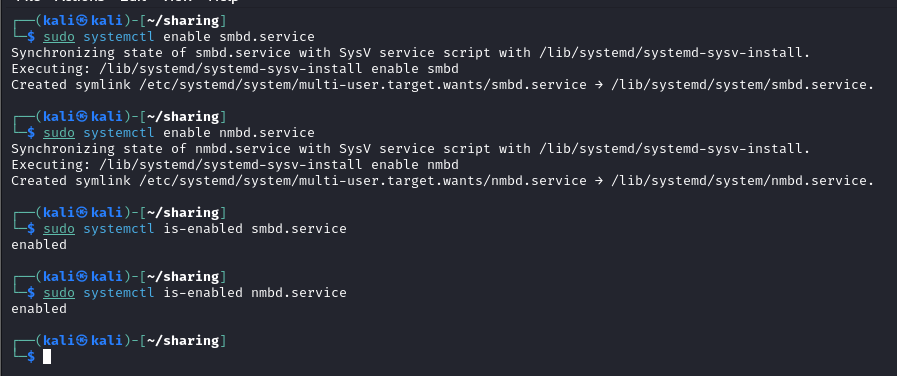 ┌──(kali㉿kali)-[~/sharing]
└─$ sudo systemctl enable smbd.service
Synchronizing state of smbd.service with SysV service script with /lib/systemd/systemd-sysv-install.
Executing: /lib/systemd/systemd-sysv-install enable smbd
Created symlink /etc/systemd/system/multi-user.target.wants/smbd.service → /lib/systemd/system/smbd.service.
┌──(kali㉿kali)-[~/sharing]
└─$ sudo systemctl enable nmbd.service
Synchronizing state of nmbd.service with SysV service script with /lib/systemd/systemd-sysv-install.
Executing: /lib/systemd/systemd-sysv-install enable nmbd
Created symlink /etc/systemd/system/multi-user.target.wants/nmbd.service → /lib/systemd/system/nmbd.service.
┌──(kali㉿kali)-[~/sharing]
└─$ sudo systemctl is-enabled smbd.service
enabled
┌──(kali㉿kali)-[~/sharing]
└─$ sudo systemctl is-enabled nmbd.service
enabled
┌──(kali㉿kali)-[~/sharing]
└─$